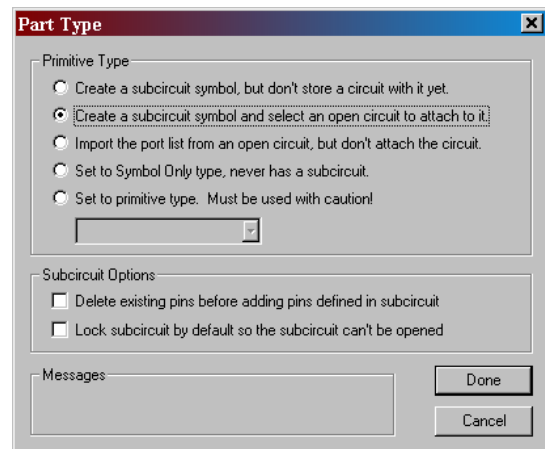 Part Type
Primitive Type
Create a subcircuit symbol, but don't store a circuit with it yet.
Create a subcircuit symbol and select an open circuit to attach to it.
Import the port list from an open circuit, but don't attach the circuit.
Set to Symbol Only type, never has a subcircuit.
Set to primitive type. Must be used with caution!
Subcircuit Options
Delete existing pins before adding pins defined in subcircuit
Lock subcircuit by default so the subcircuit can't be opened
Messages
Done
Cancel